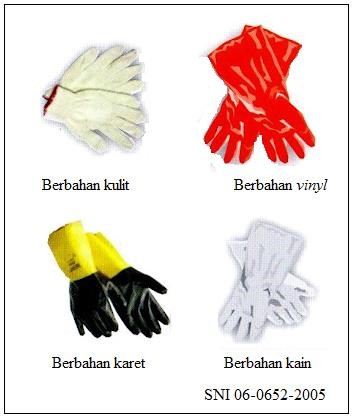 Berbahan kulit
Berbahan vinyl
Berbahan karet
Berbahan kain
SNI 06-0652-2005